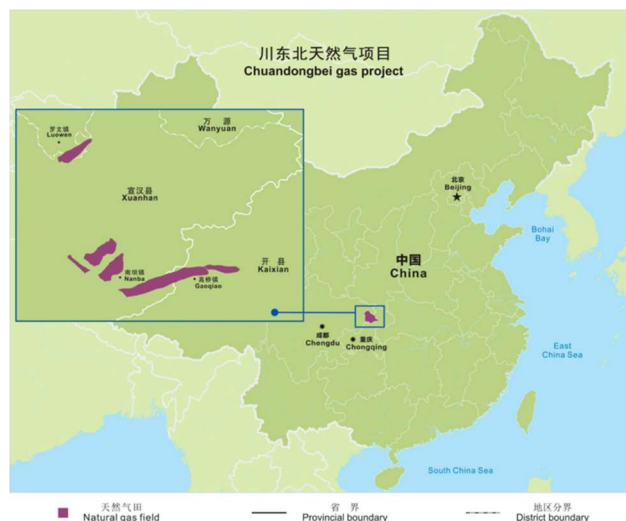 川东北天然气项目
Chuandongbei gas project
罗文镇
Luowen
万 源
Wanyuan
宣汉县
Xuanhan
南坝镇
Nanba
高桥镇
Gaoqiao
开 县
Kaixian
北京
Beijing
Bohai
Bay
中国
China
成都
Chengdu
重庆
Chongqing
East
China Sea
South China Sea
天然气田
Natural gas field
省 界
Provincial boundary
地区分界
District boundary